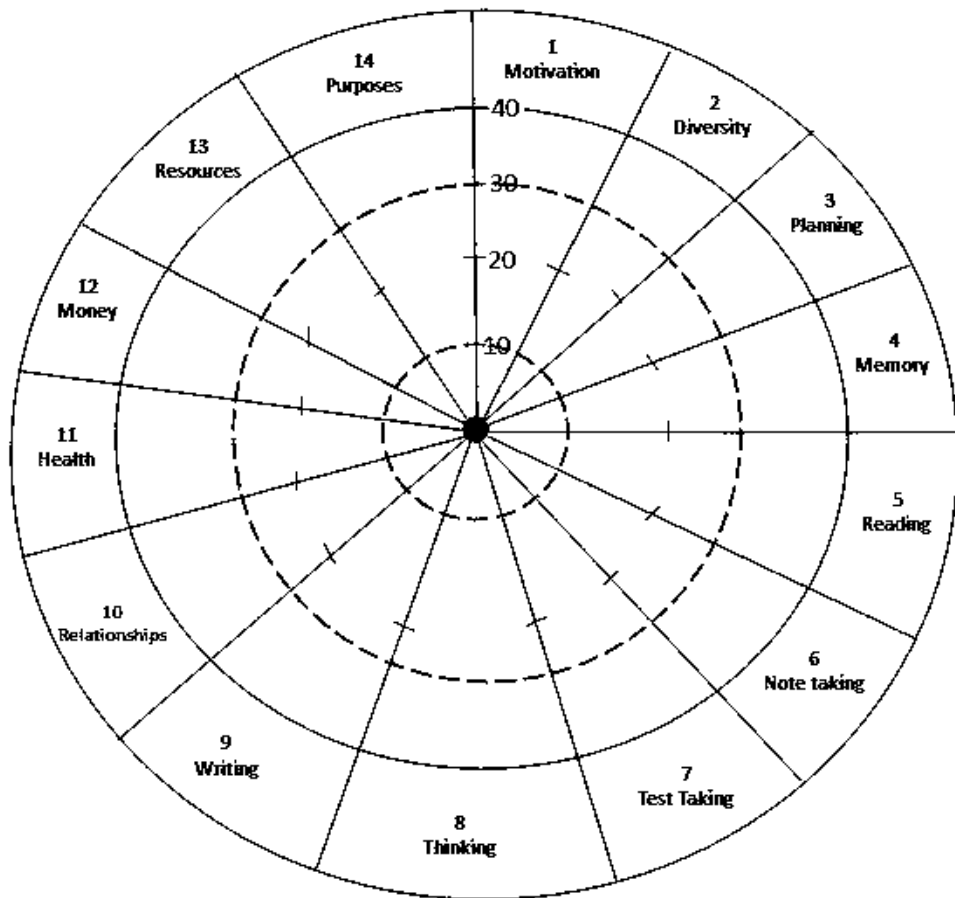 1
Motivation
2
Diversity
3
Planning
4
Memory
5
Reading
6
Note taking
7
Test Taking
8
Thinking
9
Writing
10
Relationships
11
Health
12
Money
13
Resources
14
Purposes
40
30
20
10